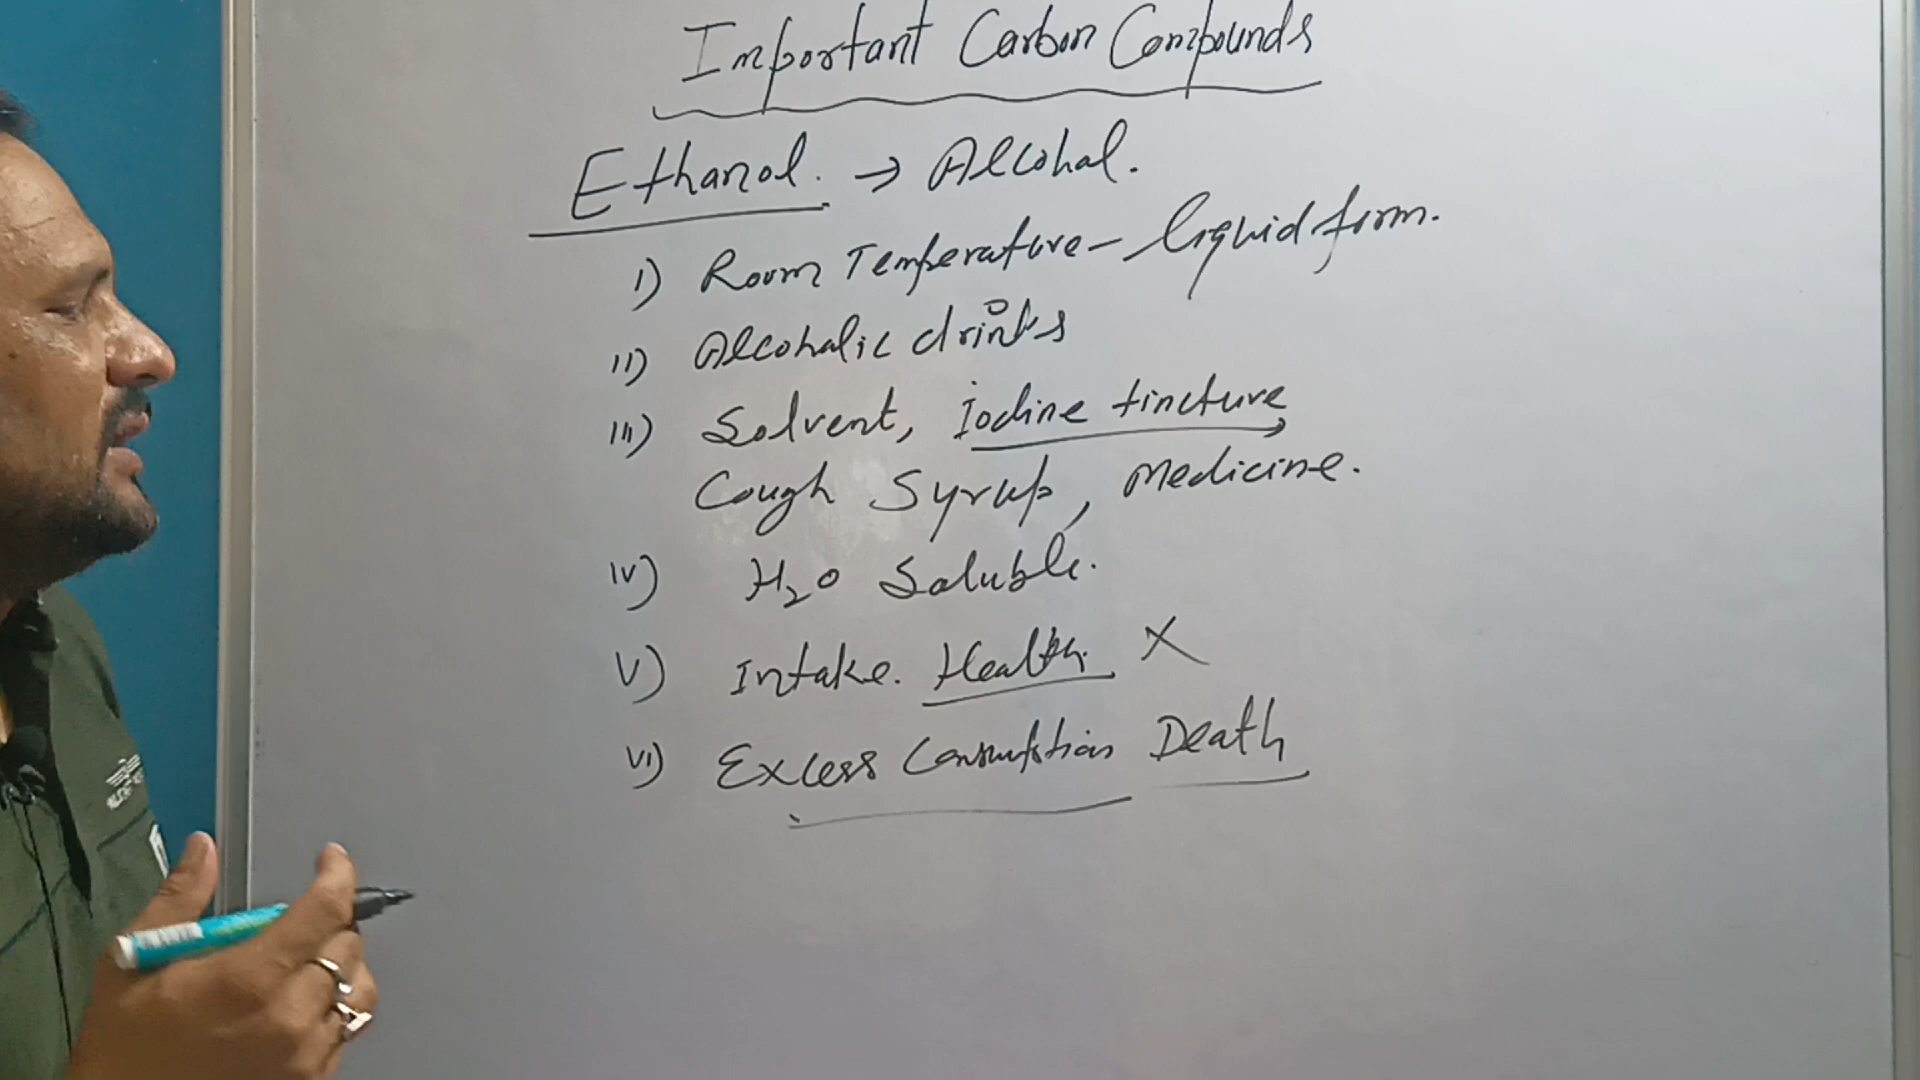 Important Carbon Compounds
Ethanol. → Alcohal.
I) Room Temperature - liquid form.
II) Alcohalic drinks
III) Solvent, Iodine tincture
Cough Syrup, Medicine.
IV) H₂O Soluble.
V) Intake. Health. X
VI) Excess Consumption Death